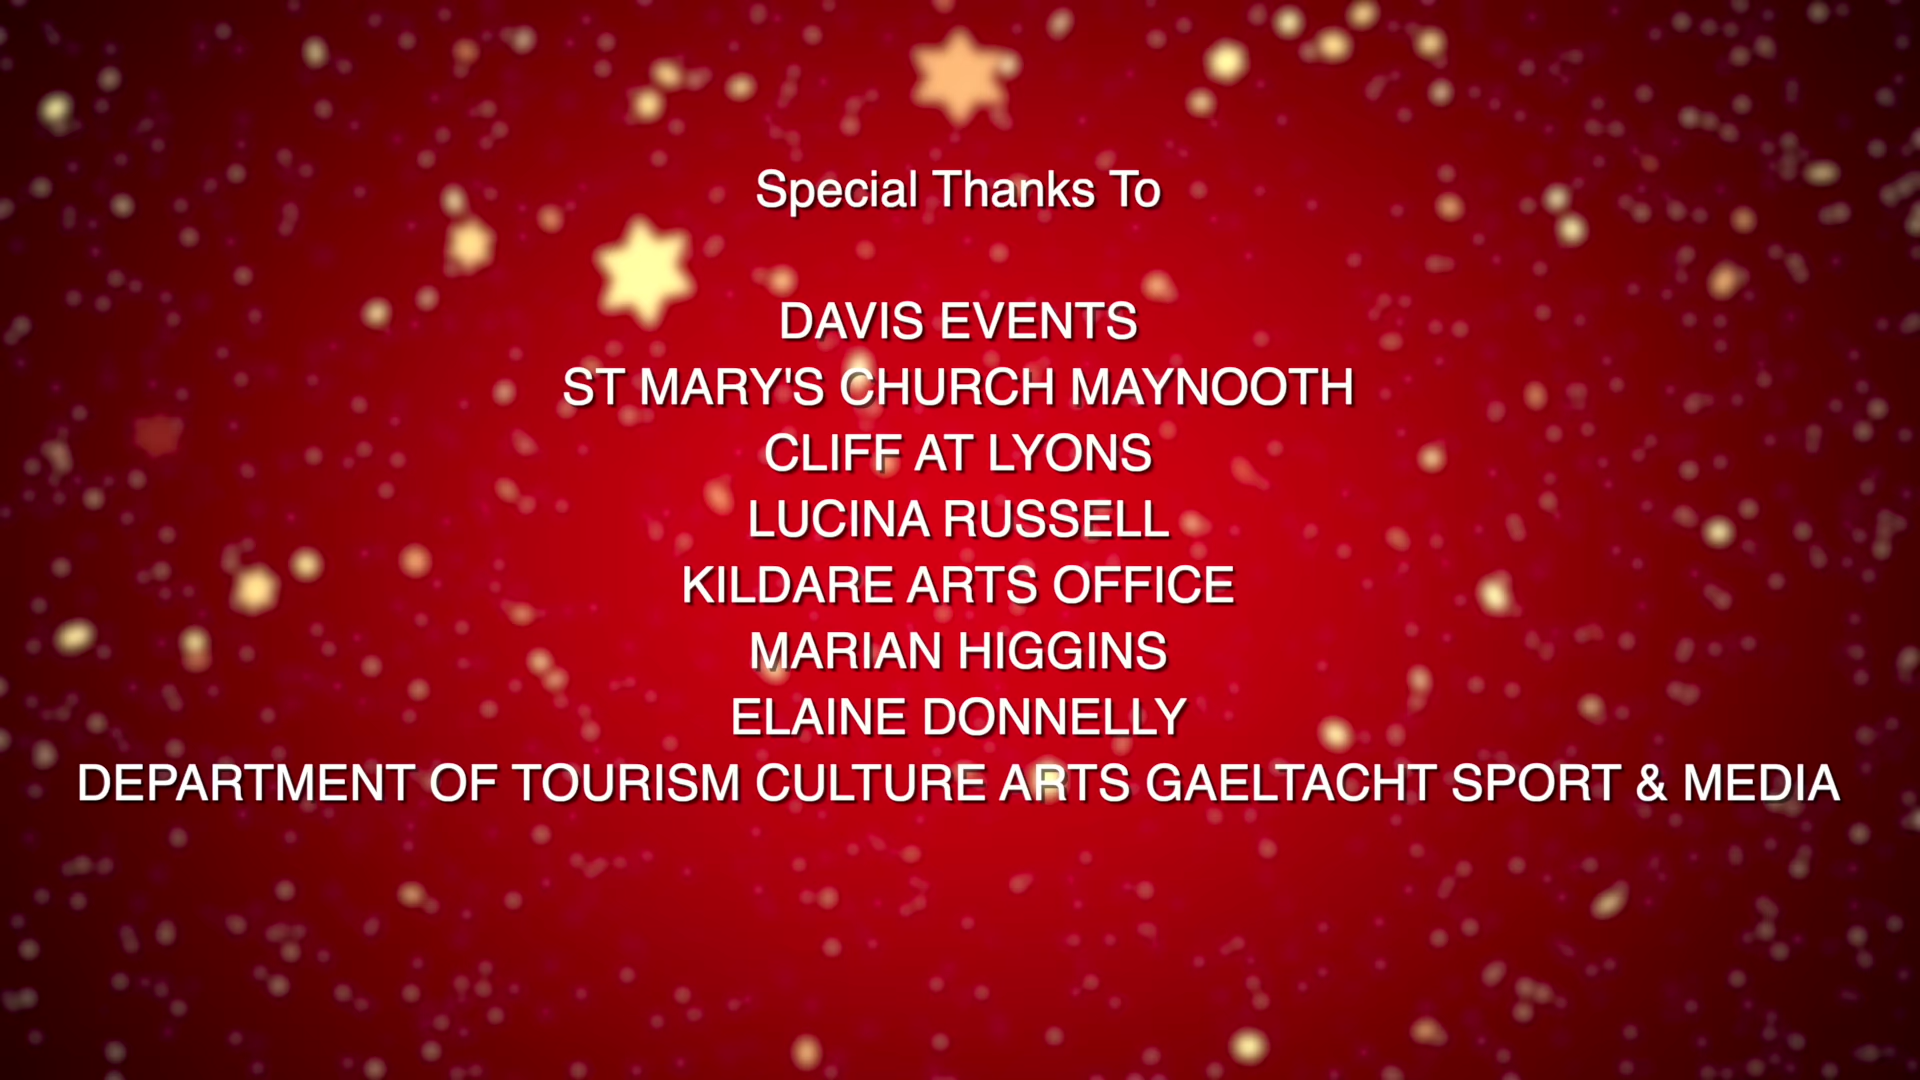 Special Thanks To
DAVIS EVENTS
ST MARY'S CHURCH MAYNOOTH
CLIFF AT LYONS
LUCINA RUSSELL
KILDARE ARTS OFFICE
MARIAN HIGGINS
ELAINE DONNELLY
DEPARTMENT OF TOURISM CULTURE ARTS GAELTACHT SPORT & MEDIA